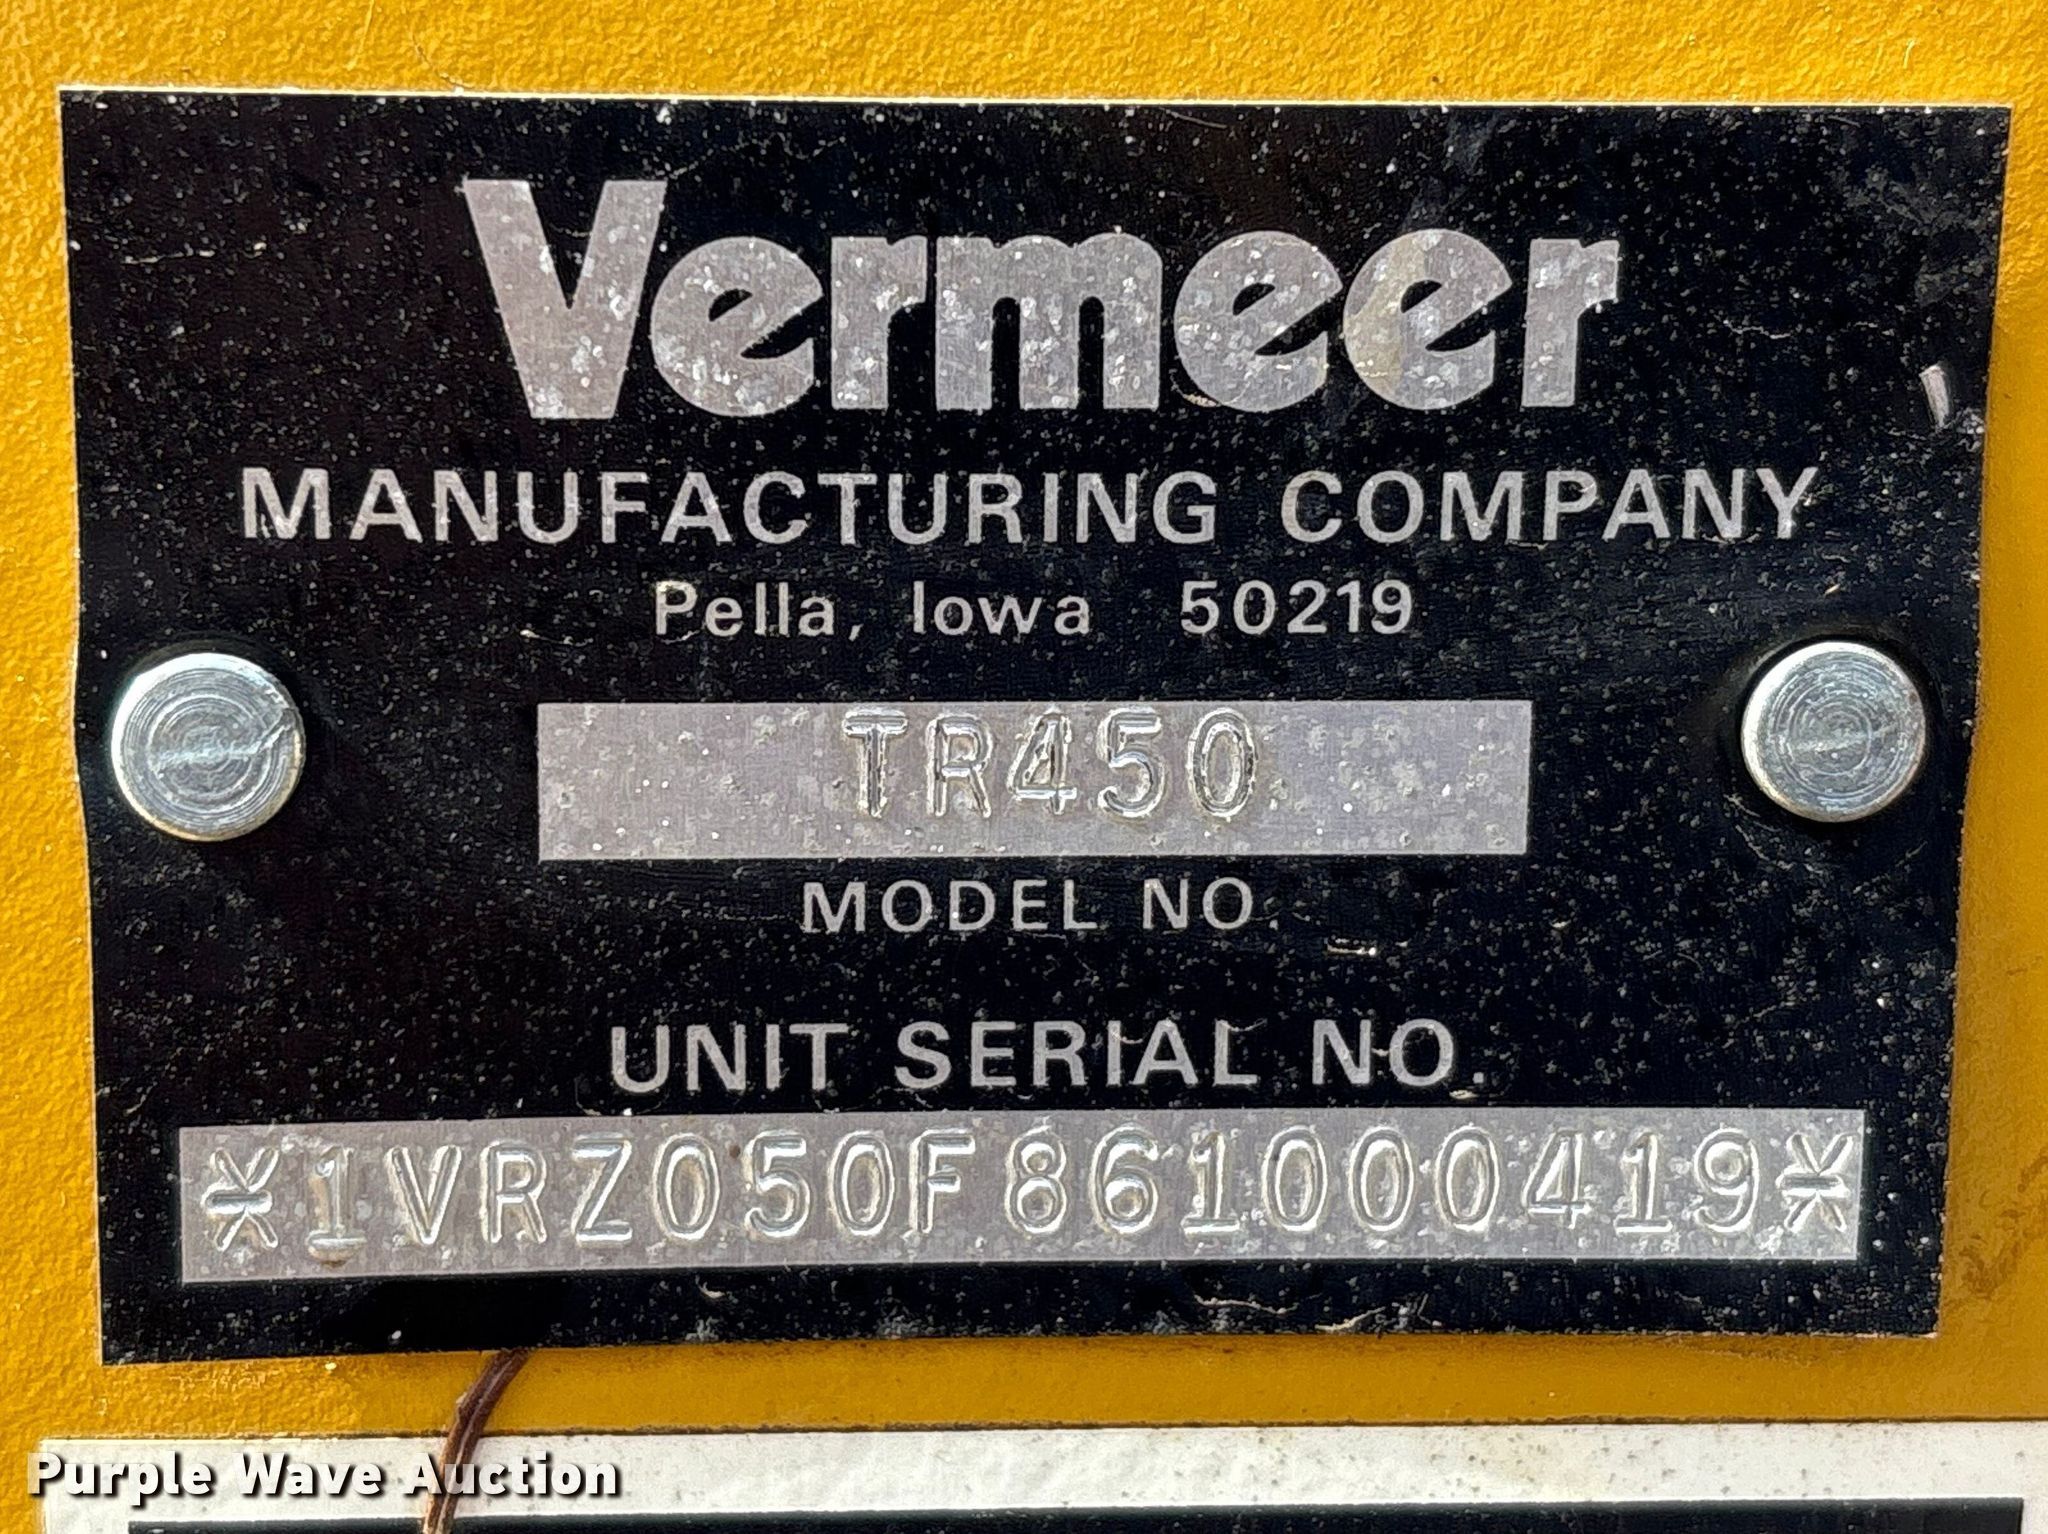 Vermeer
MANUFACTURING COMPANY
Pella, Iowa 50219
TR450
MODEL NO.
UNIT SERIAL NO.
*1VRZ050F861000419*
Purple Wave Auction